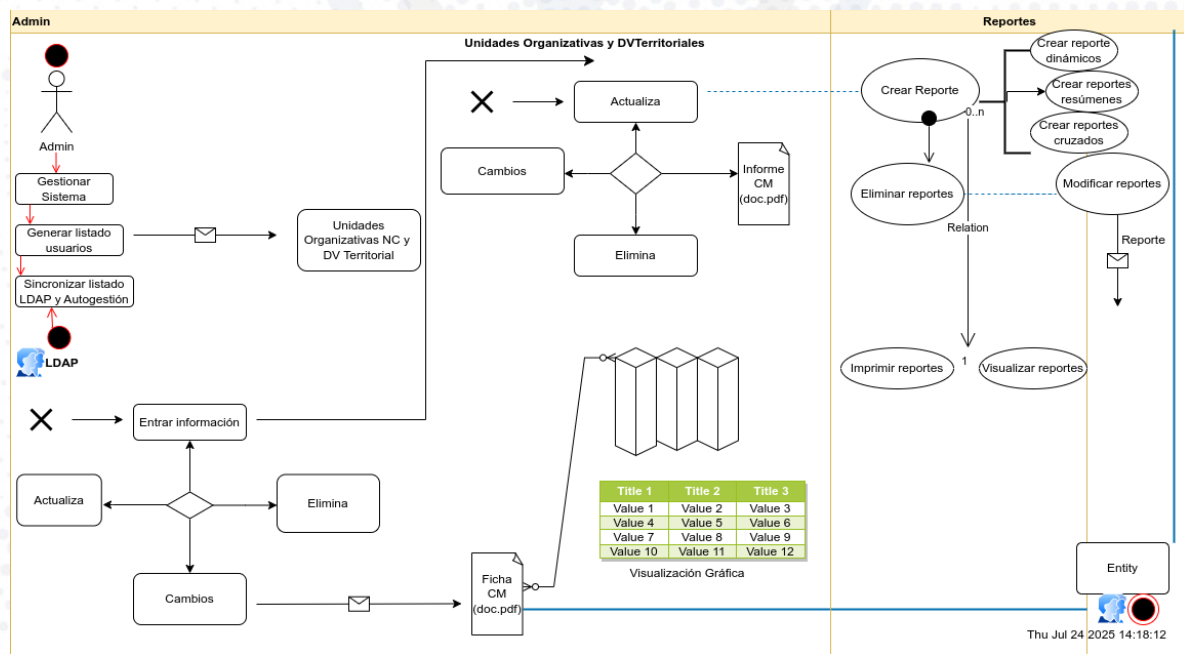 Admin
Reportes
Unidades Organizativas y DVTerritoriales
Admin
Gestionar
Sistema
Generar listado
usuarios
Sincronizar listado
LDAP y Autogestión
LDAP
Unidades
Organizativas NC y
DV Territorial
Actualiza
Cambios
Elimina
Informe
CM
(doc.pdf)
Crear Reporte
0..n
Crear reporte
dinámicos
Crear reportes
resúmenes
Crear reportes
cruzados
Eliminar reportes
Modificar reportes
Relation
Reporte
1
Imprimir reportes
Visualizar reportes
Entrar información
Actualiza
Elimina
Cambios
Ficha
CM
(doc.pdf)
Title 1 Title 2 Title 3
Value 1 Value 2 Value 3
Value 4 Value 5 Value 6
Value 7 Value 8 Value 9
Value 10 Value 11 Value 12
Visualización Gráfica
Entity
Thu Jul 24 2025 14:18:12